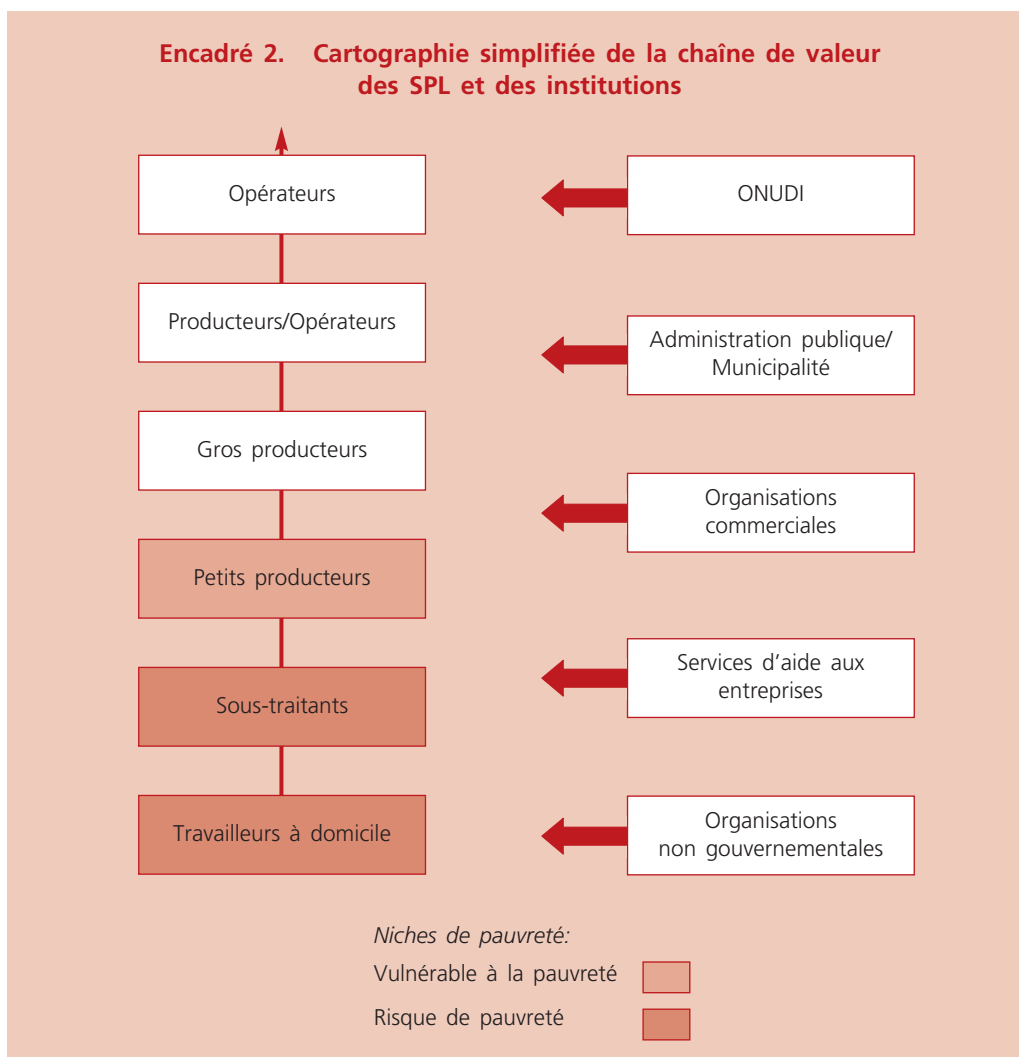 Encadré 2. Cartographie simplifiée de la chaîne de valeur
des SPL et des institutions
Opérateurs
ONUDI
Producteurs/Opérateurs
Administration publique/
Municipalité
Gros producteurs
Organisations
commerciales
Petits producteurs
Services d'aide aux
entreprises
Sous-traitants
Travailleurs à domicile
Organisations
non gouvernementales
Niches de pauvreté:
Vulnérable à la pauvreté
Risque de pauvreté